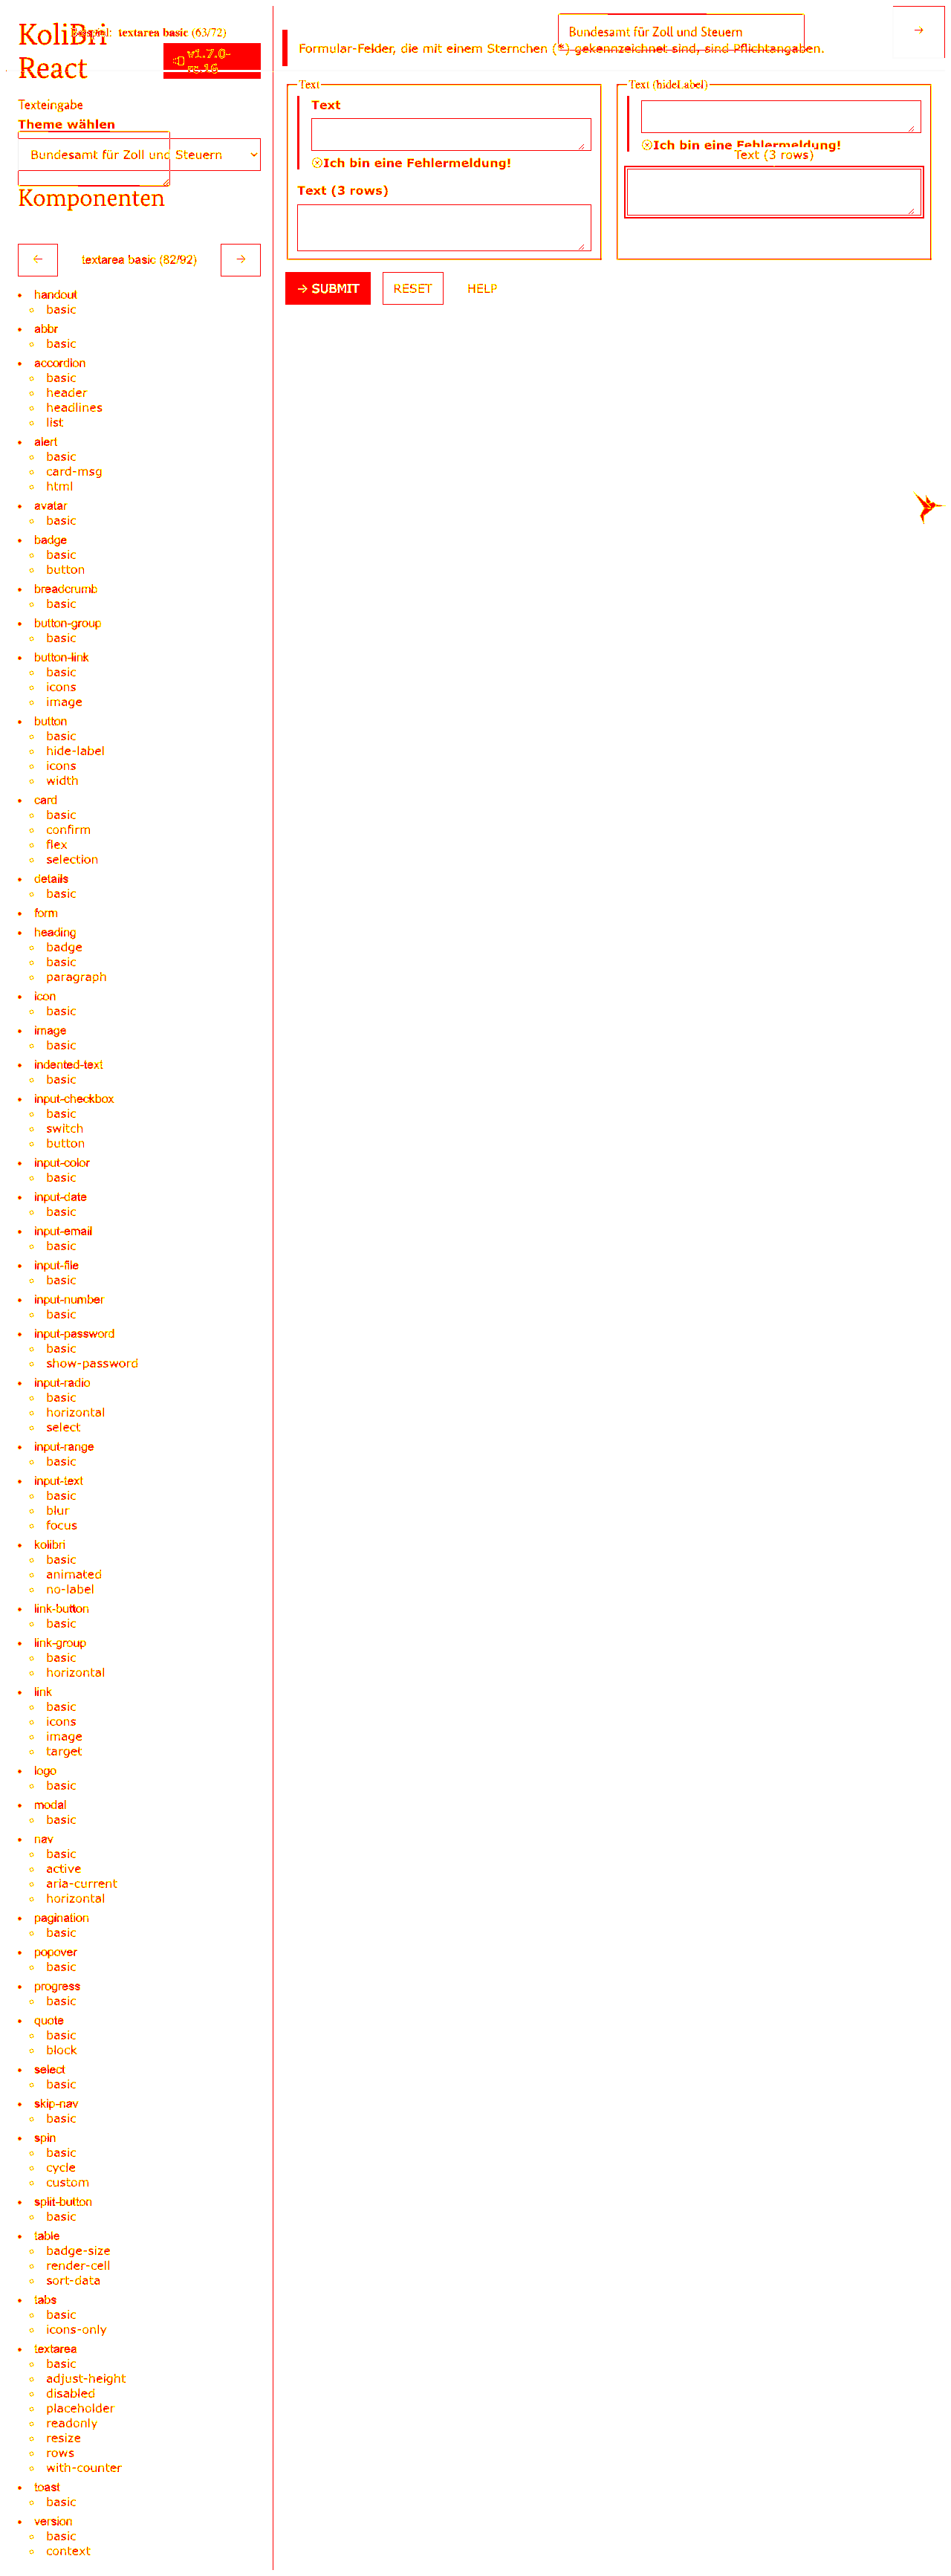 KoliBri
React
Beispiel: textarea basic (63/72)
v1.7.0-
rc.16
Texteingabe
Theme wählen
Bundesamt für Zoll und Steuern
Komponenten
← textarea basic (82/92) →
handout
basic
abbr
basic
accordion
basic
header
headlines
list
alert
basic
card-msg
html
avatar
basic
badge
basic
button
breadcrumb
basic
button-group
basic
button-link
basic
icons
image
button
basic
hide-label
icons
width
card
basic
confirm
flex
selection
details
basic
form
heading
badge
basic
paragraph
icon
basic
image
basic
indented-text
basic
input-checkbox
basic
switch
button
input-color
basic
input-date
basic
input-email
basic
input-file
basic
input-number
basic
input-password
basic
show-password
input-radio
basic
horizontal
select
input-range
basic
input-text
basic
blur
focus
kolibri
basic
animated
no-label
link-button
basic
link-group
basic
horizontal
link
basic
icons
image
target
logo
basic
modal
basic
nav
basic
active
aria-current
horizontal
pagination
basic
popover
basic
progress
basic
quote
basic
block
select
basic
skip-nav
basic
spin
basic
cycle
custom
split-button
basic
table
badge-size
render-cell
sort-data
tabs
basic
icons-only
textarea
basic
adjust-height
disabled
placeholder
readonly
resize
rows
with-counter
toast
basic
version
basic
context
Bundesamt für Zoll und Steuern
→
Formular-Felder, die mit einem Sternchen (*) gekennzeichnet sind, sind Pflichtangaben.
Text
Text
Ich bin eine Fehlermeldung!
Text (3 rows)
Text (hideLabel)
Ich bin eine Fehlermeldung!
Text (3 rows)
→ SUBMIT RESET HELP